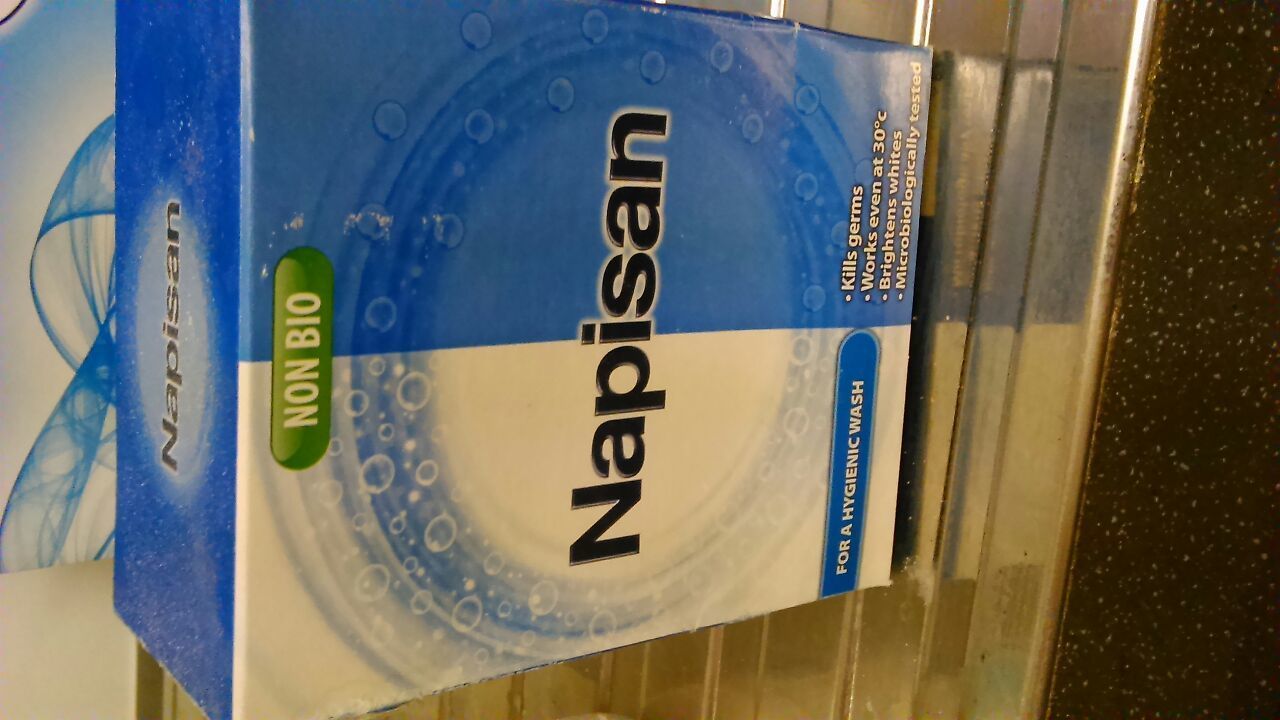 Napisan
NON BIO
Napisan
FOR A HYGIENIC WASH
• Kills germs
• Works even at 30°c
• Brightens whites
• Microbiologically tested